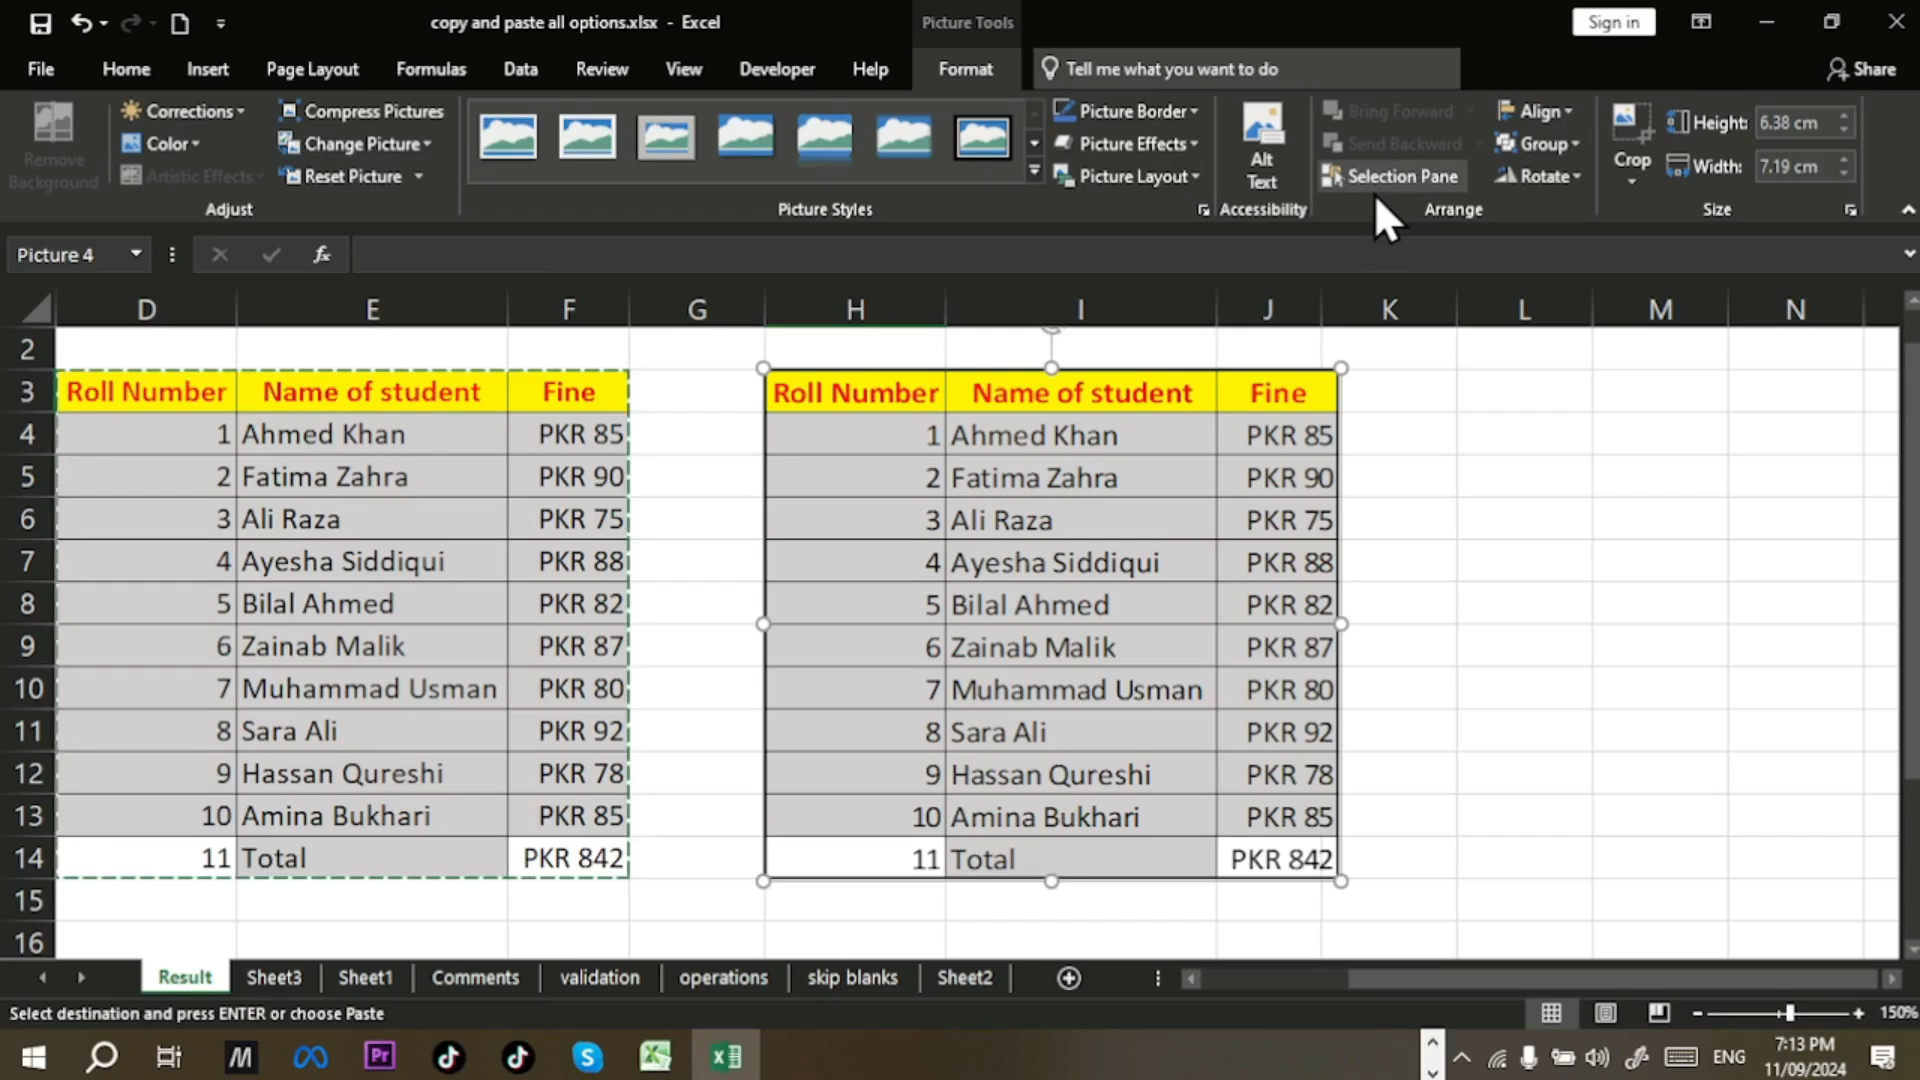 copy and paste all options.xlsx - Excel
Picture Tools
Sign in
File Home Insert Page Layout Formulas Data Review View Developer Help Format Tell me what you want to do Share
Remove Background
Corrections
Color
Artistic Effects
Compress Pictures
Change Picture
Reset Picture
Picture Border
Picture Effects
Picture Layout
Alt Text
Bring Forward
Send Backward
Selection Pane
Align
Group
Rotate
Crop
Height: 6.38 cm
Width: 7.19 cm
Adjust Picture Styles Accessibility Arrange Size
Picture 4 fx
D E F G H I J K L M N
2
3 Roll Number Name of student Fine Roll Number Name of student Fine
4 1 Ahmed Khan PKR 85 1 Ahmed Khan PKR 85
5 2 Fatima Zahra PKR 90 2 Fatima Zahra PKR 90
6 3 Ali Raza PKR 75 3 Ali Raza PKR 75
7 4 Ayesha Siddiqui PKR 88 4 Ayesha Siddiqui PKR 88
8 5 Bilal Ahmed PKR 82 5 Bilal Ahmed PKR 82
9 6 Zainab Malik PKR 87 6 Zainab Malik PKR 87
10 7 Muhammad Usman PKR 80 7 Muhammad Usman PKR 80
11 8 Sara Ali PKR 92 8 Sara Ali PKR 92
12 9 Hassan Qureshi PKR 78 9 Hassan Qureshi PKR 78
13 10 Amina Bukhari PKR 85 10 Amina Bukhari PKR 85
14 11 Total PKR 842 11 Total PKR 842
15
16
Result Sheet3 Sheet1 Comments validation operations skip blanks Sheet2
Select destination and press ENTER or choose Paste
150%
Pr
S
ENG
7:13 PM
11/09/2024